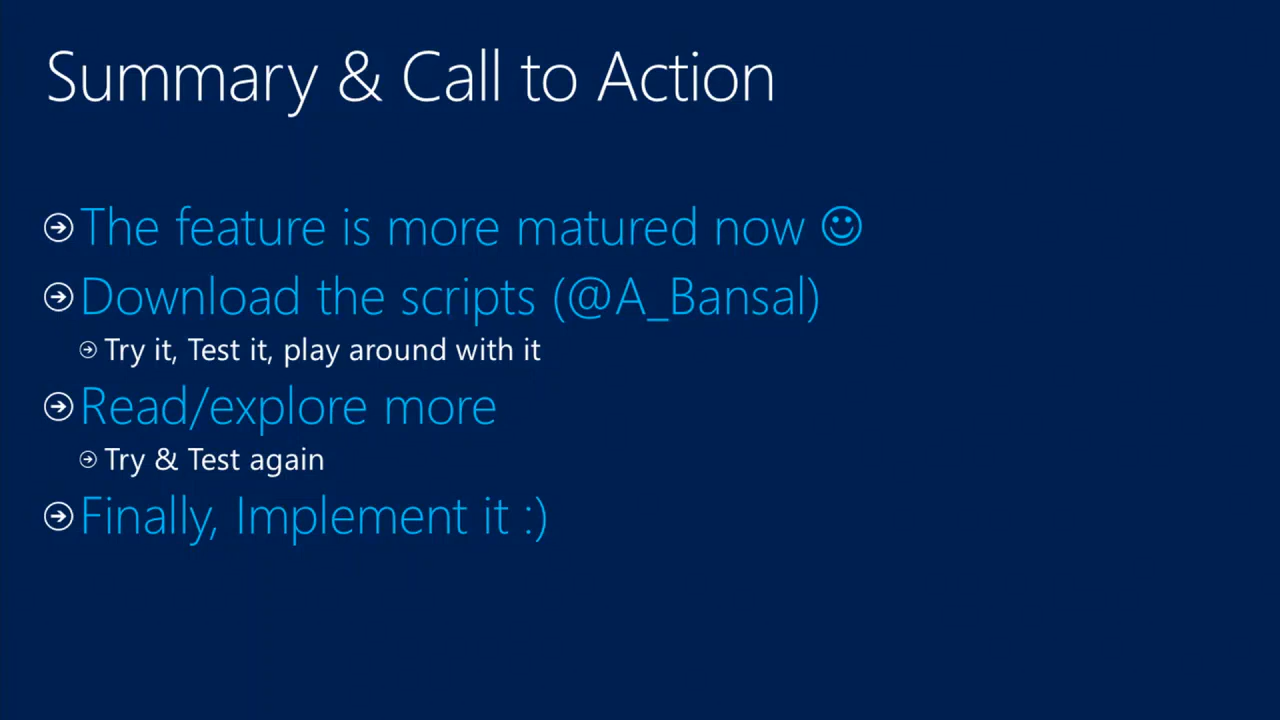 Summary & Call to Action
The feature is more matured now ☺
Download the scripts (@A_Bansal)
Try it, Test it, play around with it
Read/explore more
Try & Test again
Finally, Implement it :)